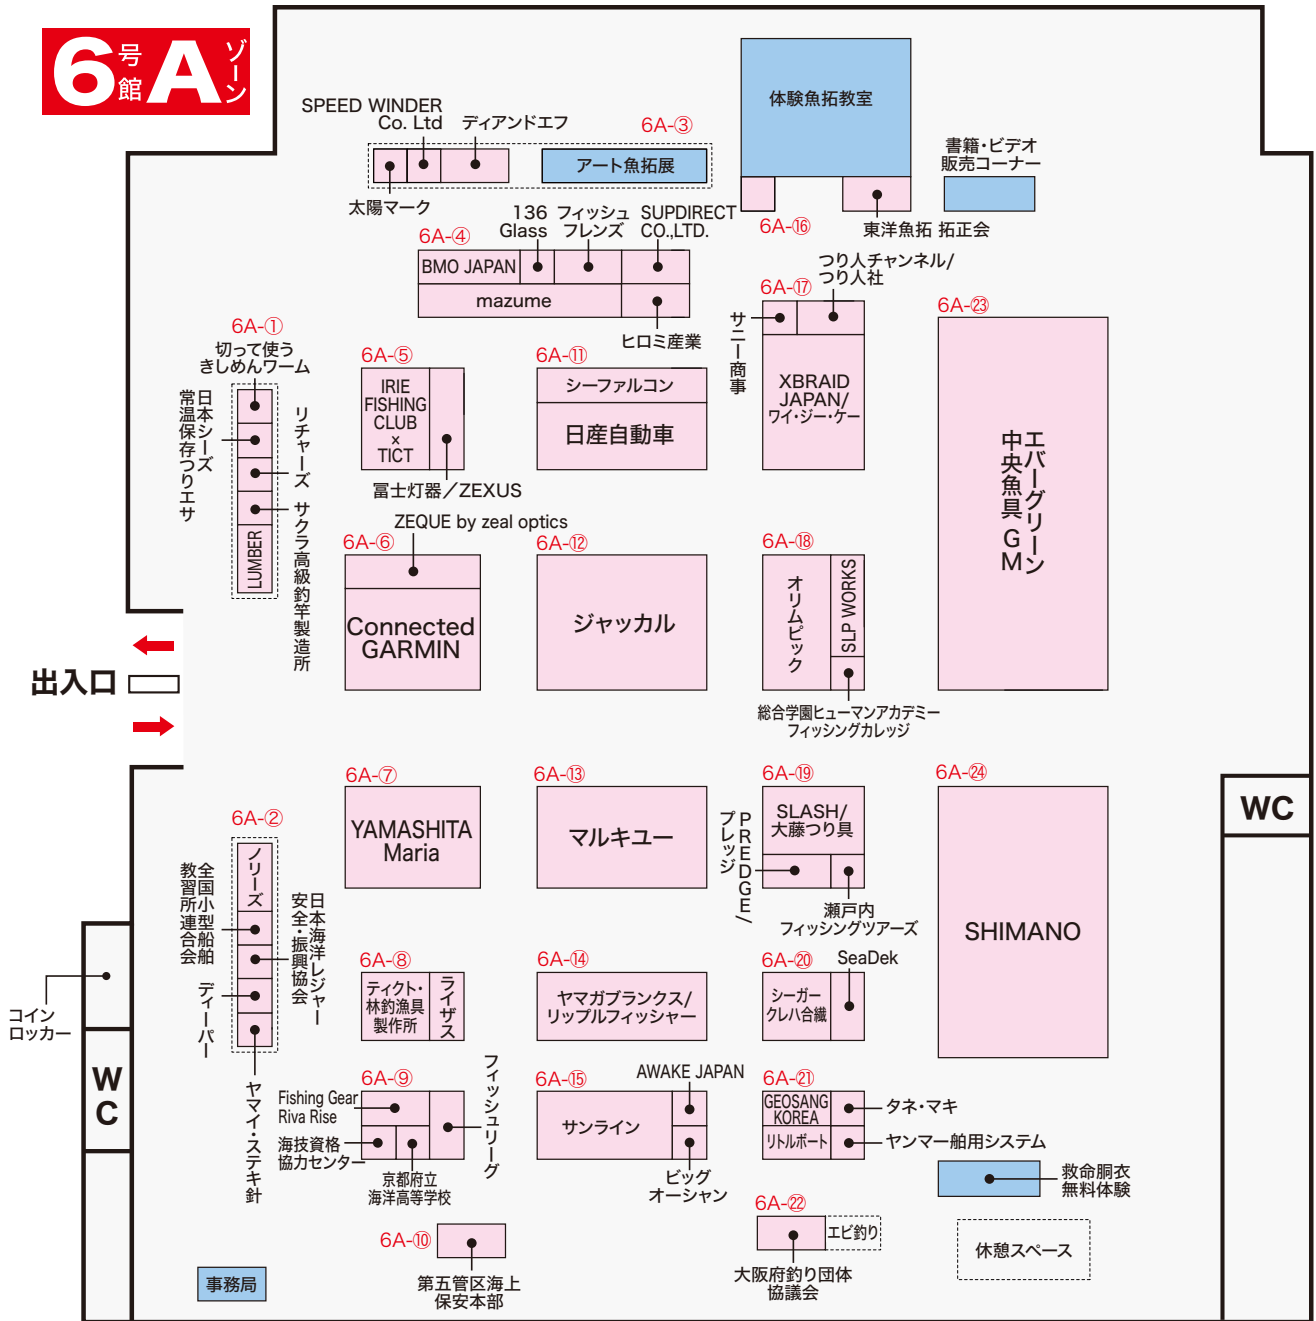 6号館Aゾーン
SPEED WINDER
Co. Ltd
ディアンドエフ
6A-③
アート魚拓展
太陽マーク
体験魚拓教室
書籍・ビデオ
販売コーナー
6A-⑯
東洋魚拓 拓正会
6A-④
136
Glass
フィッシュ
フレンズ
SUPDIRECT
CO.,LTD.
BMO JAPAN
mazume
ヒロミ産業
6A-⑰
つり人チャンネル/
つり人社
サニー商事
XBRAID
JAPAN/
ワイ・ジー・ケー
6A-㉓
エバーグリーン
中央魚具 GM
6A-①
切って使う
きしめんワーム
日本シーズ
常温保存つりエサ
リチャーズ
サクラ高級釣竿製造所
LUMBER
6A-⑤
IRIE
FISHING
CLUB
×
TICT
冨士灯器/ZEXUS
6A-⑪
シーファルコン
日産自動車
ZEQUE by zeal optics
6A-⑥
Connected
GARMIN
6A-⑫
ジャッカル
6A-⑱
オリムピック
SLP WORKS
総合学園ヒューマンアカデミー
フィッシングカレッジ
出入口
6A-⑦
YAMASHITA
Maria
6A-⑬
マルキユー
6A-⑲
SLASH/
大藤つり具
PREDGE/
プレッジ
瀬戸内
フィッシングツアーズ
6A-㉔
SHIMANO
WC
6A-②
ノリーズ
全国小型船舶
教習所連合会
日本海洋レジャー
安全・振興協会
ディーパー
ヤマイ・ステキ針
コイン
ロッカー
WC
6A-⑧
ティクト・
林釣漁具
製作所
ライザス
6A-⑭
ヤマガブランクス/
リップルフィッシャー
6A-⑳
SeaDek
シーガー
クレハ合繊
6A-⑨
Fishing Gear
Riva Rise
海技資格
協力センター
京都府立
海洋高等学校
フィッシュリーグ
6A-⑮
サンライン
AWAKE JAPAN
ビッグ
オーシャン
6A-㉑
GEOSANG
KOREA
タネ・マキ
リトルボート
ヤンマー舶用システム
救命胴衣
無料体験
6A-⑩
第五管区海上
保安本部
6A-㉒
エビ釣り
大阪府釣り団体
協議会
休憩スペース
事務局